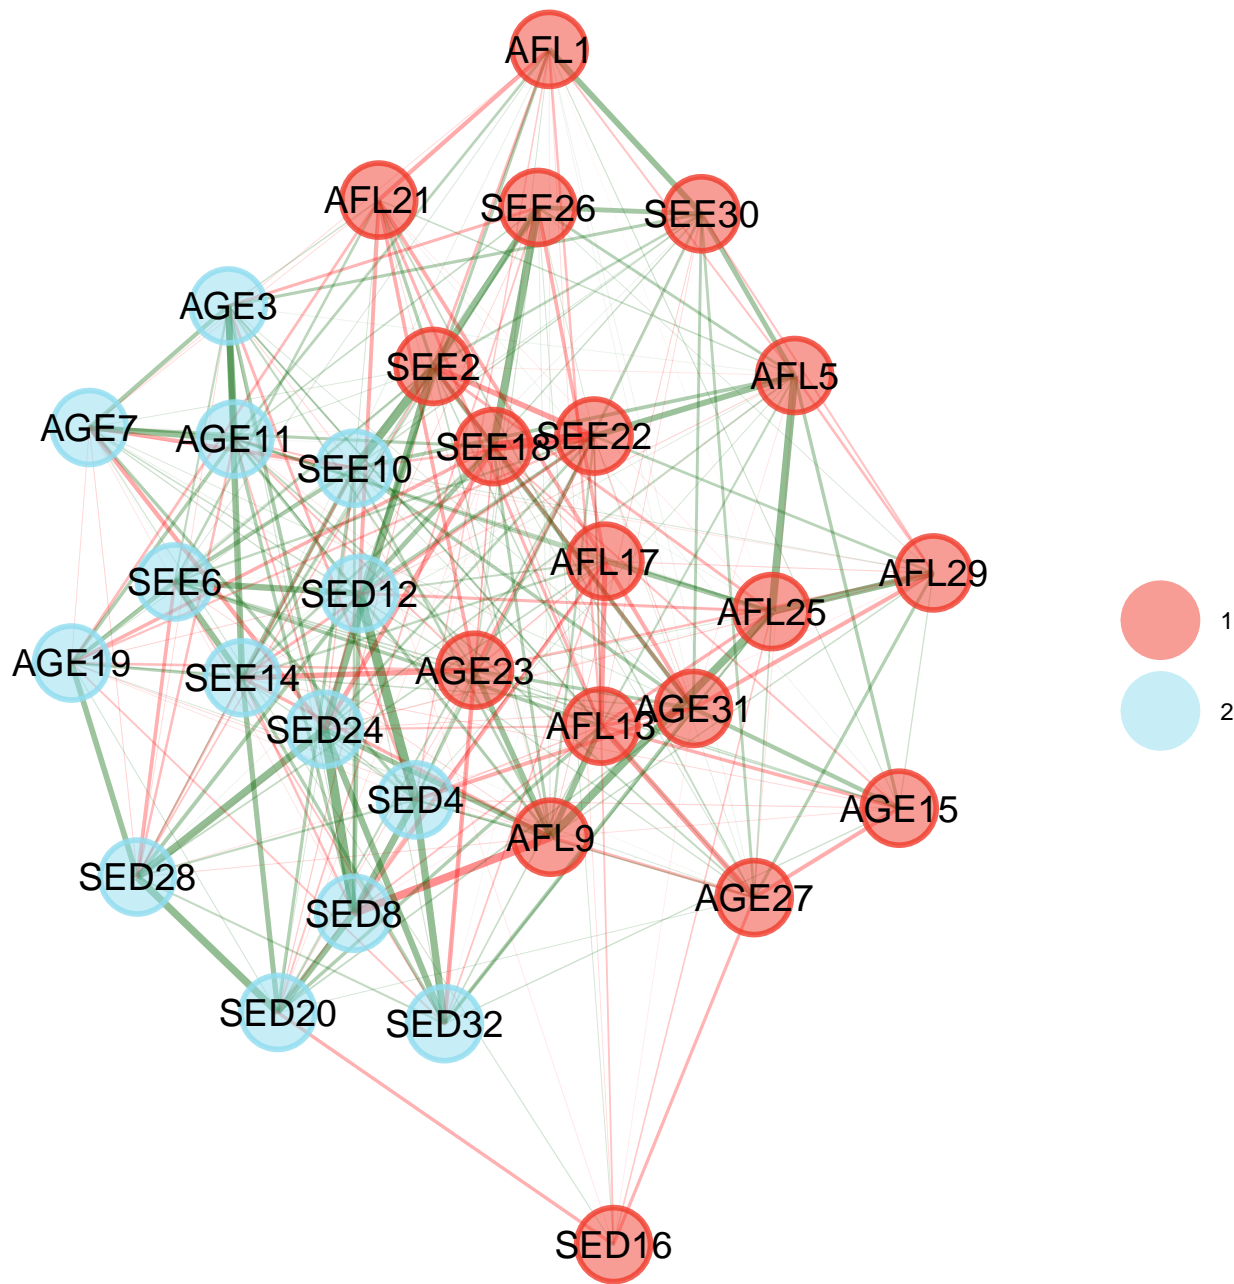 AFL1
AFL21
SEE26
SEE30
AGE3
SEE2
AFL5
AGE7
AGE11
SEE18
SEE22
SEE10
AFL17
AFL29
SEE6
SED12
AFL25
1
AGE19
SEE14
AGE23
2
SED24
AFL13
AGE31
SED4
AFL9
AGE15
SED28
SED8
AGE27
SED20
SED32
SED16